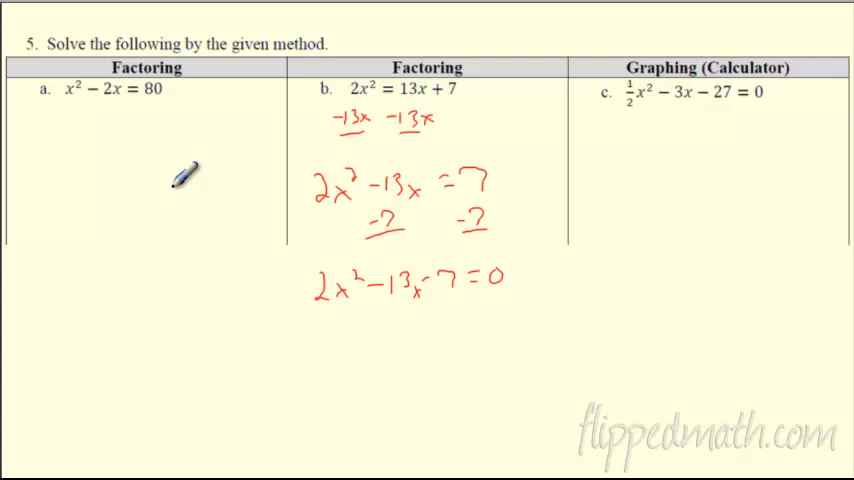 5. Solve the following by the given method.
Factoring
Factoring
Graphing (Calculator)
a. x² − 2x = 80
b. 2x² = 13x + 7
c. ½x² − 3x − 27 = 0
-13x -13x
2x² -13x = 7
-7 -7
2x² -13x -7 = 0
flippedmath.com